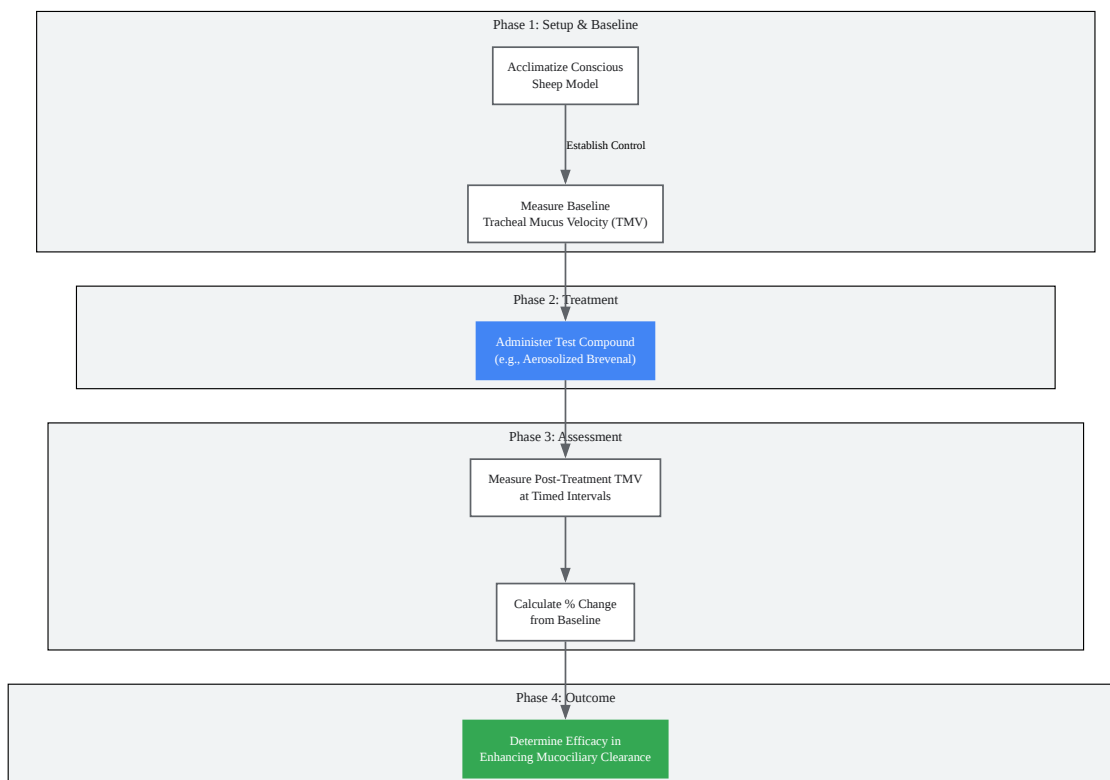 Phase 1: Setup & Baseline
Acclimatize Conscious
Sheep Model
Establish Control
Measure Baseline
Tracheal Mucus Velocity (TMV)
Phase 2: Treatment
Administer Test Compound
(e.g., Aerosolized Brevenal)
Phase 3: Assessment
Measure Post-Treatment TMV
at Timed Intervals
Calculate % Change
from Baseline
Phase 4: Outcome
Determine Efficacy in
Enhancing Mucociliary Clearance